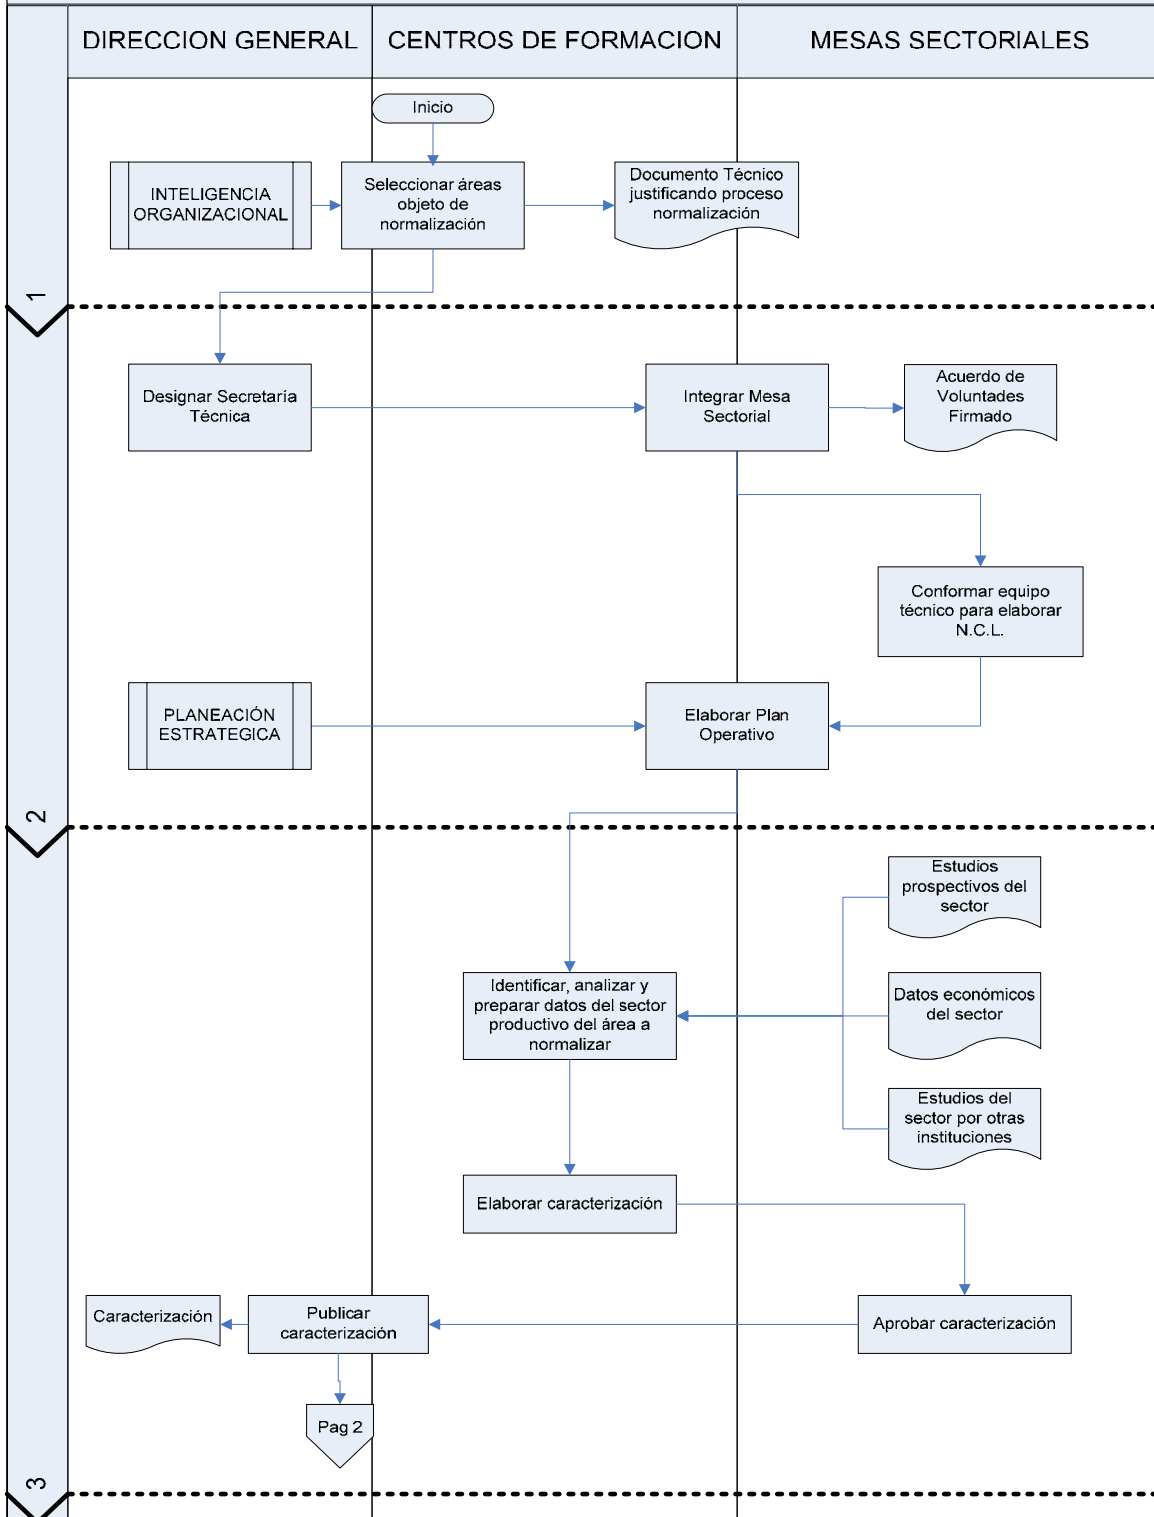 DIRECCION GENERAL
CENTROS DE FORMACION
MESAS SECTORIALES
Inicio
INTELIGENCIA
ORGANIZACIONAL
Seleccionar áreas
objeto de
normalización
Documento Técnico
justificando proceso
normalización
1
Designar Secretaría
Técnica
Integrar Mesa
Sectorial
Acuerdo de
Voluntades
Firmado
Conformar equipo
técnico para elaborar
N.C.L.
PLANEACIÓN
ESTRATEGICA
Elaborar Plan
Operativo
2
Estudios
prospectivos del
sector
Identificar, analizar y
preparar datos del sector
productivo del área a
normalizar
Datos económicos
del sector
Estudios del
sector por otras
instituciones
Elaborar caracterización
Caracterización
Publicar
caracterización
Aprobar caracterización
Pag 2
3